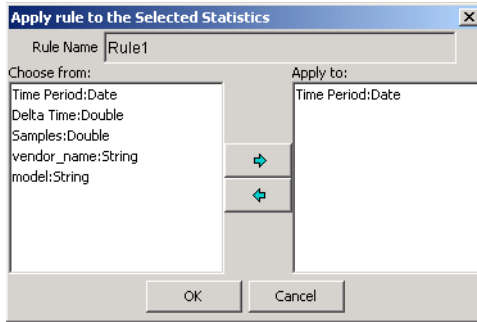 Apply rule to the Selected Statistics
Rule Name Rule1
Choose from:
Time Period:Date
Delta Time:Double
Samples:Double
vendor_name:String
model:String
Apply to:
Time Period:Date
OK
Cancel